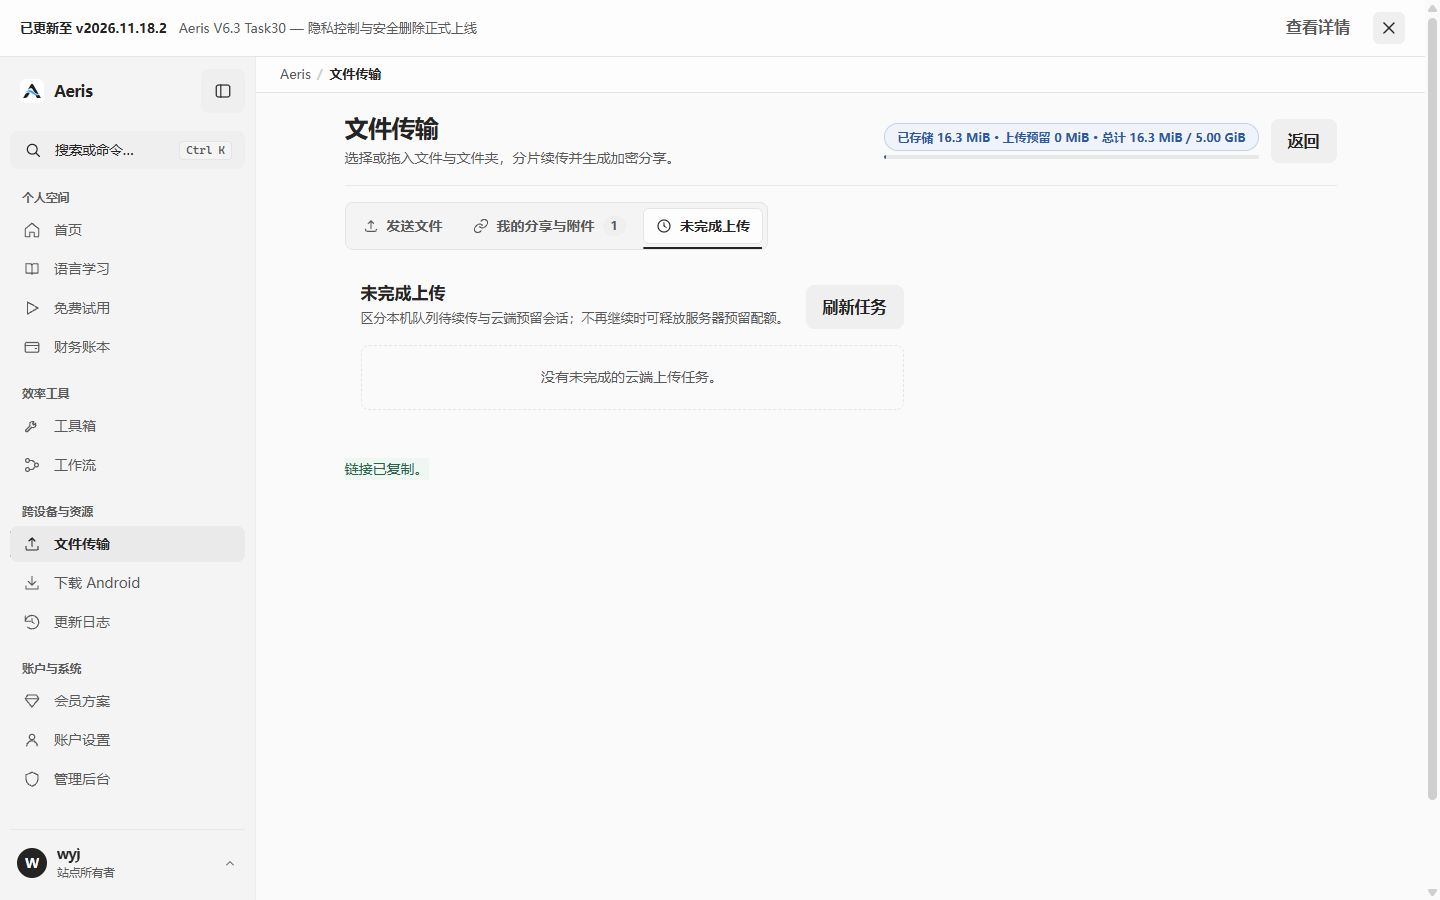 已更新至 v2026.11.18.2 Aeris V6.3 Task30 — 隐私控制与安全删除正式上线 查看详情
Aeris
搜索或命令... Ctrl K
个人空间
首页
语言学习
免费试用
财务账本
效率工具
工具箱
工作流
跨设备与资源
文件传输
下载 Android
更新日志
账户与系统
会员方案
账户设置
管理后台
W
wyj
站点所有者
Aeris / 文件传输
文件传输
选择或拖入文件与文件夹，分片续传并生成加密分享。
已存储 16.3 MiB • 上传预留 0 MiB • 总计 16.3 MiB / 5.00 GiB
返回
发送文件 我的分享与附件 1 未完成上传
未完成上传
区分本机队列待续传与云端预留会话；不再继续时可释放服务器预留配额。
刷新任务
没有未完成的云端上传任务。
链接已复制。